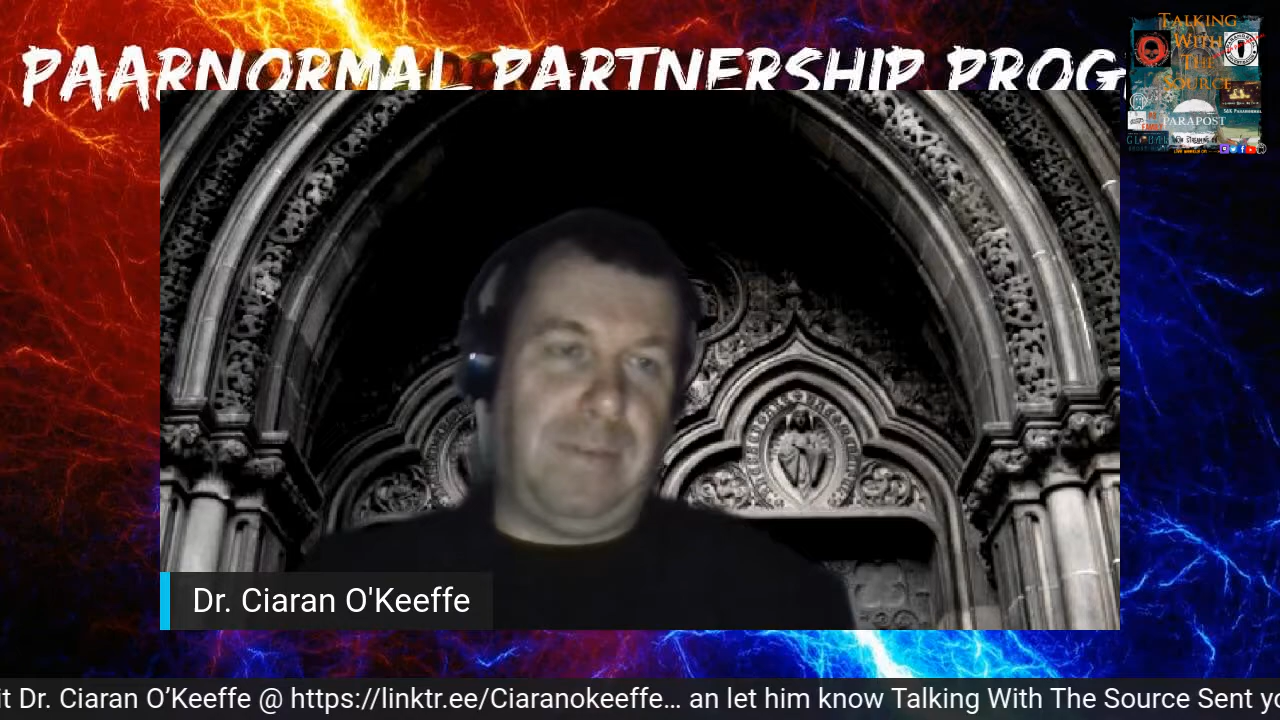 PAARNORMAL PARTNERSHIP PROG
TALKING
WITH
THE
SOURCE
PARAPOST
Dr. Ciaran O'Keeffe
it Dr. Ciaran O’Keeffe @ https://linktr.ee/Ciaranokeeffe… an let him know Talking With The Source Sent yo